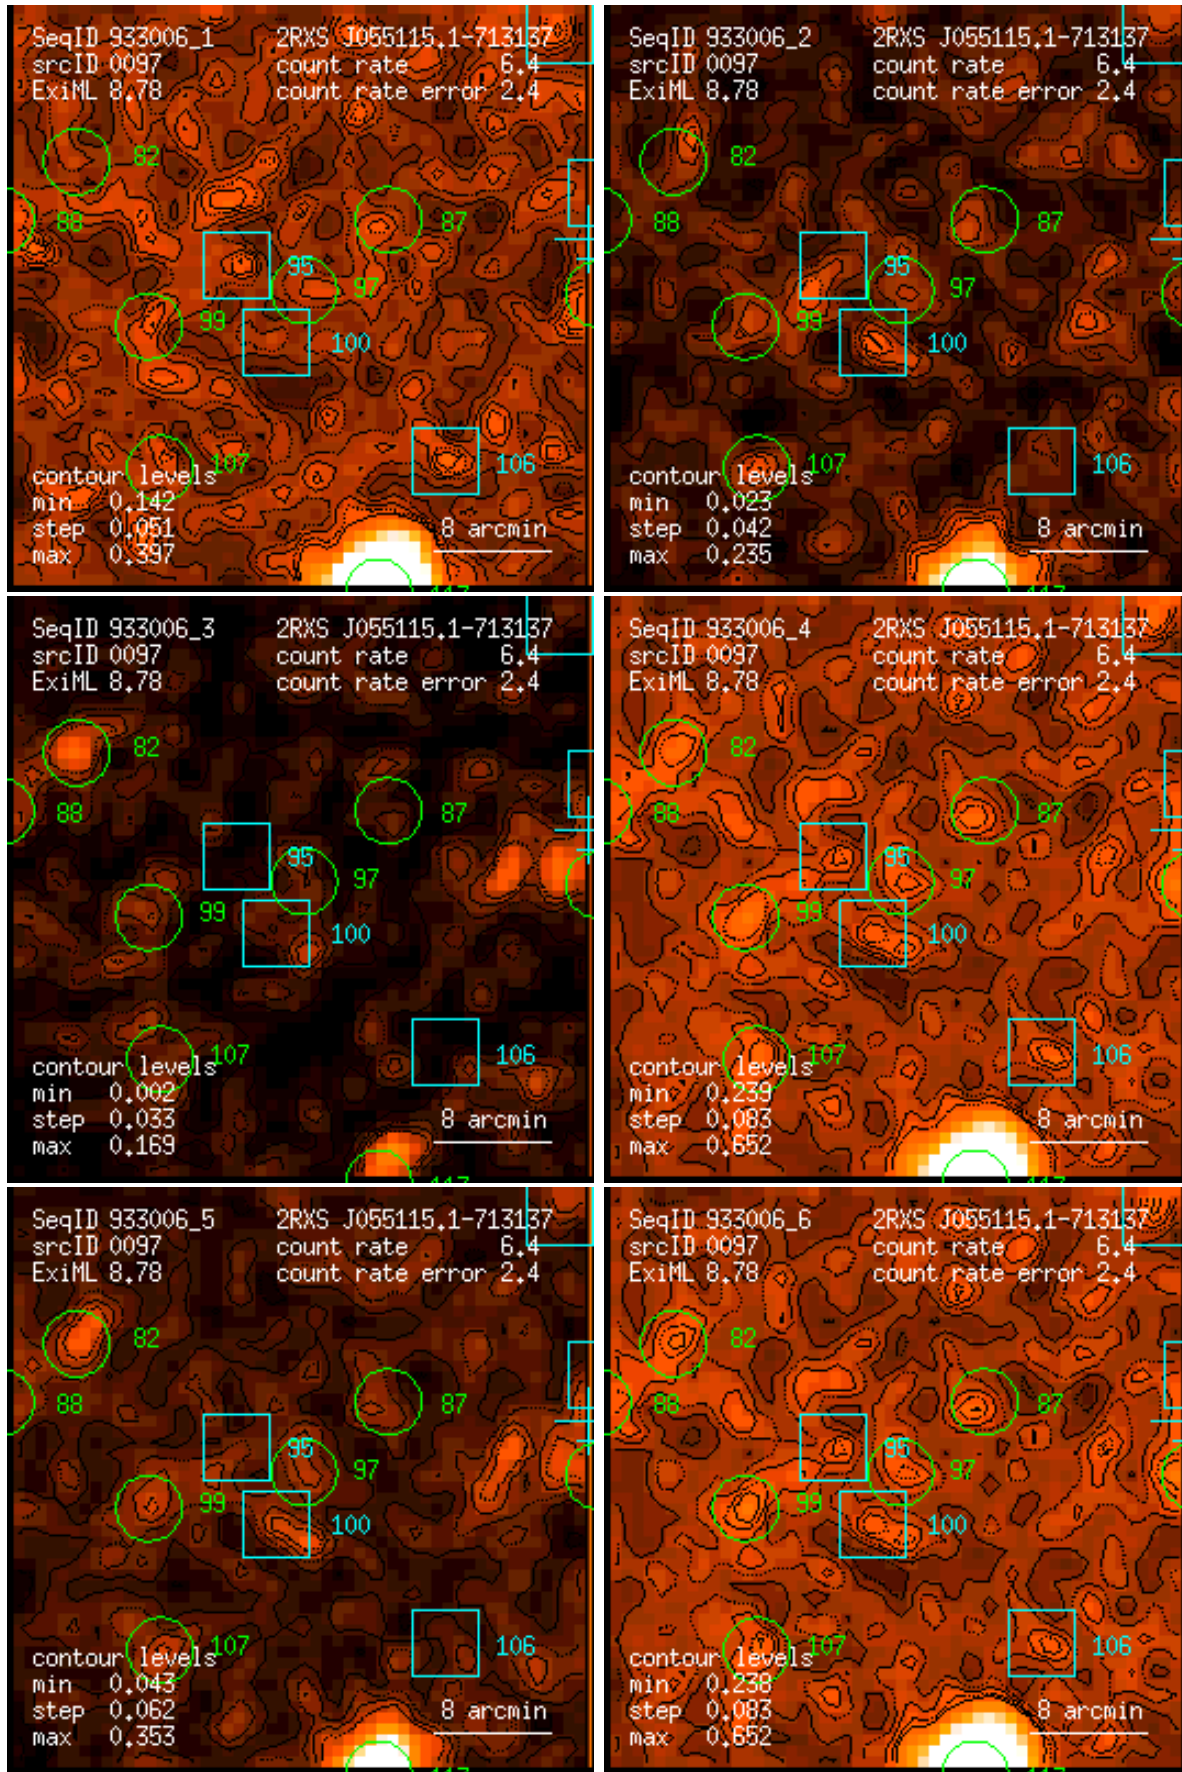 SeqID 933006_1 2RXS J055115.1-713137
srcID 0097 count rate 6.4
ExiML 8.78 count rate error 2.4
82
88
87
95
97
99
100
107
106
contour levels
min 0.142
step 0.051
max 0.397
8 arcmin
117
SeqID 933006_2 2RXS J055115.1-713137
srcID 0097 count rate 6.4
ExiML 8.78 count rate error 2.4
82
88
87
95
97
99
100
107
106
contour levels
min 0.023
step 0.042
max 0.235
8 arcmin
117
SeqID 933006_3 2RXS J055115.1-713137
srcID 0097 count rate 6.4
ExiML 8.78 count rate error 2.4
82
88
87
95
97
99
100
107
106
contour levels
min 0.002
step 0.033
max 0.169
8 arcmin
117
SeqID 933006_4 2RXS J055115.1-713137
srcID 0097 count rate 6.4
ExiML 8.78 count rate error 2.4
82
88
87
95
97
99
100
107
106
contour levels
min 0.239
step 0.083
max 0.652
8 arcmin
117
SeqID 933006_5 2RXS J055115.1-713137
srcID 0097 count rate 6.4
ExiML 8.78 count rate error 2.4
82
88
87
95
97
99
100
107
106
contour levels
min 0.043
step 0.062
max 0.353
8 arcmin
117
SeqID 933006_6 2RXS J055115.1-713137
srcID 0097 count rate 6.4
ExiML 8.78 count rate error 2.4
82
88
87
95
97
99
100
107
106
contour levels
min 0.238
step 0.083
max 0.652
8 arcmin
117